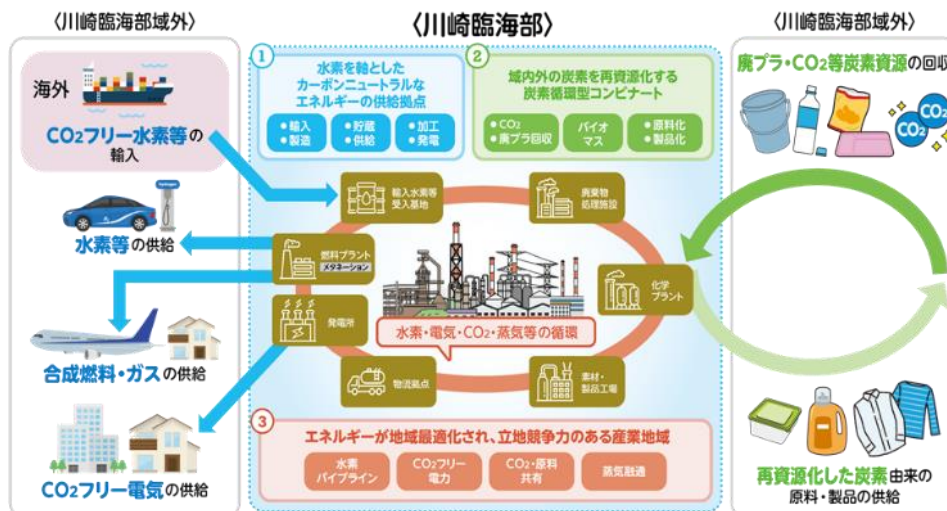 〈川崎臨海部域外〉
海外
CO2フリー水素等の
輸入
水素等の供給
合成燃料・ガスの供給
CO2フリー電気の供給
〈川崎臨海部〉
1
水素を軸とした
カーボンニュートラルな
エネルギーの供給拠点
●輸入
●製造
●貯蔵
●供給
●加工
●発電
2
域内外の炭素を再資源化する
炭素循環型コンビナート
●CO2
●廃プラ回収
バイオ
マス
●原料化
●製品化
輸入水素等
受入基地
廃棄物
処理施設
燃料プラント
メタネーション
化学
プラント
発電所
水素・電気・CO2・蒸気等の循環
物流拠点
素材・
製品工場
3
エネルギーが地域最適化され、立地競争力のある産業地域
水素
パイプライン
CO2フリー
電力
CO2・原料
共有
蒸気融通
〈川崎臨海部域外〉
廃プラ・CO2等炭素資源の回収
CO2
CO2
再資源化した炭素由来の
原料・製品の供給